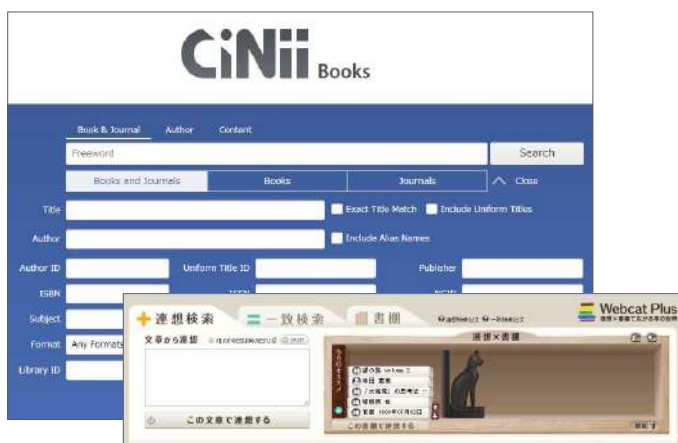 CiNii Books
Book & Journal Author Content
Freeword Search
Books and Journals Books Journals Close
Title Exact Title Match Include Uniform Titles
Author Include Alias Names
Author ID Uniform Title ID Publisher
ISBN
Subject
Format Any Formats
Library ID
連想検索 一致検索 書棚
Webcat Plus
文章から連想
連想×書棚
volume 2
この文章で連想する
この書棚で連想する